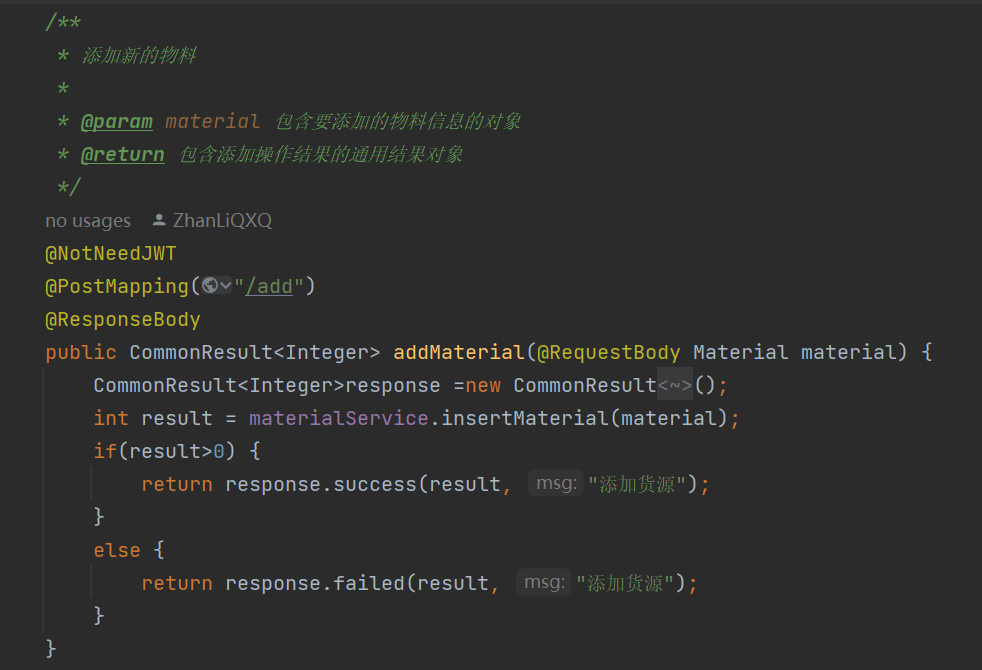 /**
* 添加新的物料
*
* @param material 包含要添加的物料信息的对象
* @return 包含添加操作结果的通用结果对象
*/
no usages ZhanLiQXQ
@NotNeedJWT
@PostMapping("/add")
@ResponseBody
public CommonResult<Integer> addMaterial(@RequestBody Material material) {
CommonResult<Integer>response =new CommonResult<~>();
int result = materialService.insertMaterial(material);
if(result>0) {
return response.success(result, msg: "添加货源");
}
else {
return response.failed(result, msg: "添加货源");
}
}